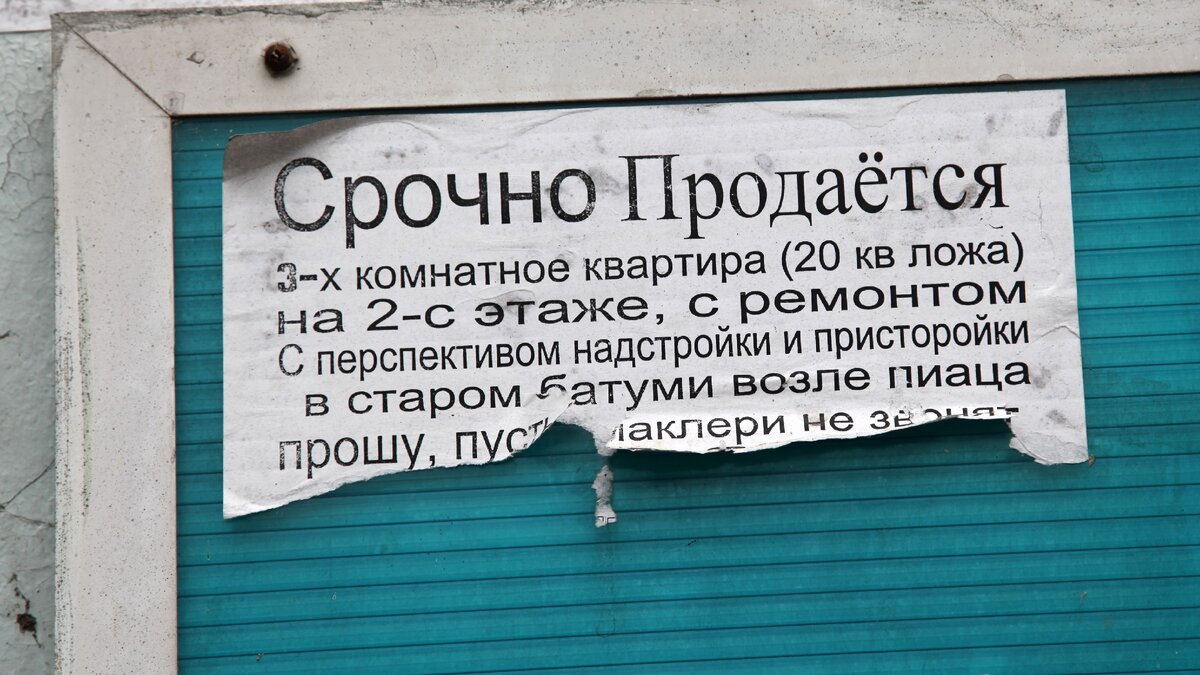 Срочно Продаётся
3-х комнатное квартира (20 кв ложа)
на 2-с этаже, с ремонтом
С перспективом надстройки и присторойки
в старом батуми возле пиаца
прошу, пусть маклери не звонят